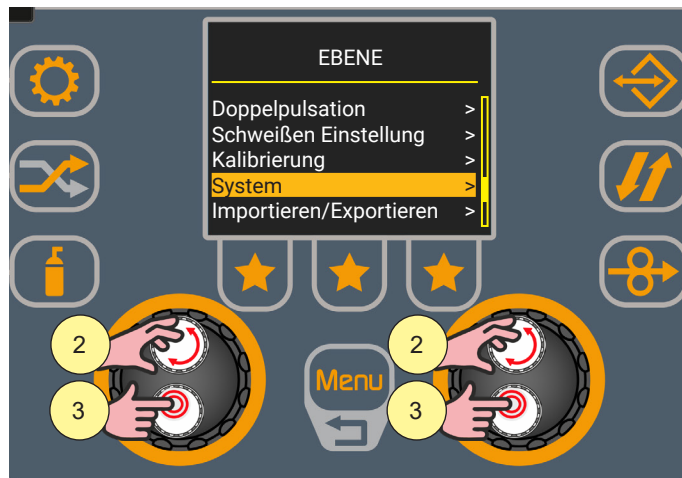 EBENE
Doppelpulsation >
Schweißen Einstellung >
Kalibrierung >
System >
Importieren/Exportieren >
2
2
3
3
Menu